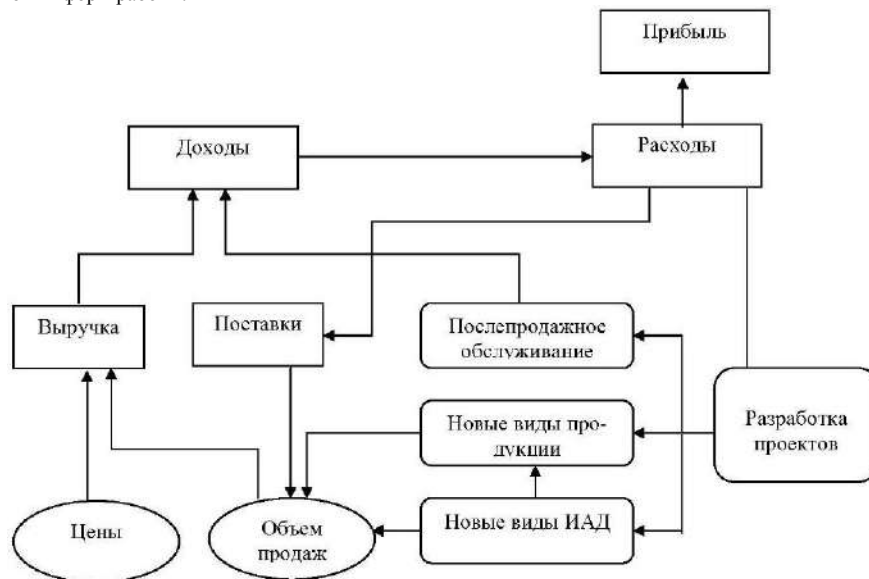 Прибыль
Доходы
Расходы
Выручка
Поставки
Послепродажное
обслуживание
Новые виды про-
дукции
Разработка
проектов
Цены
Объем
продаж
Новые виды ИАД